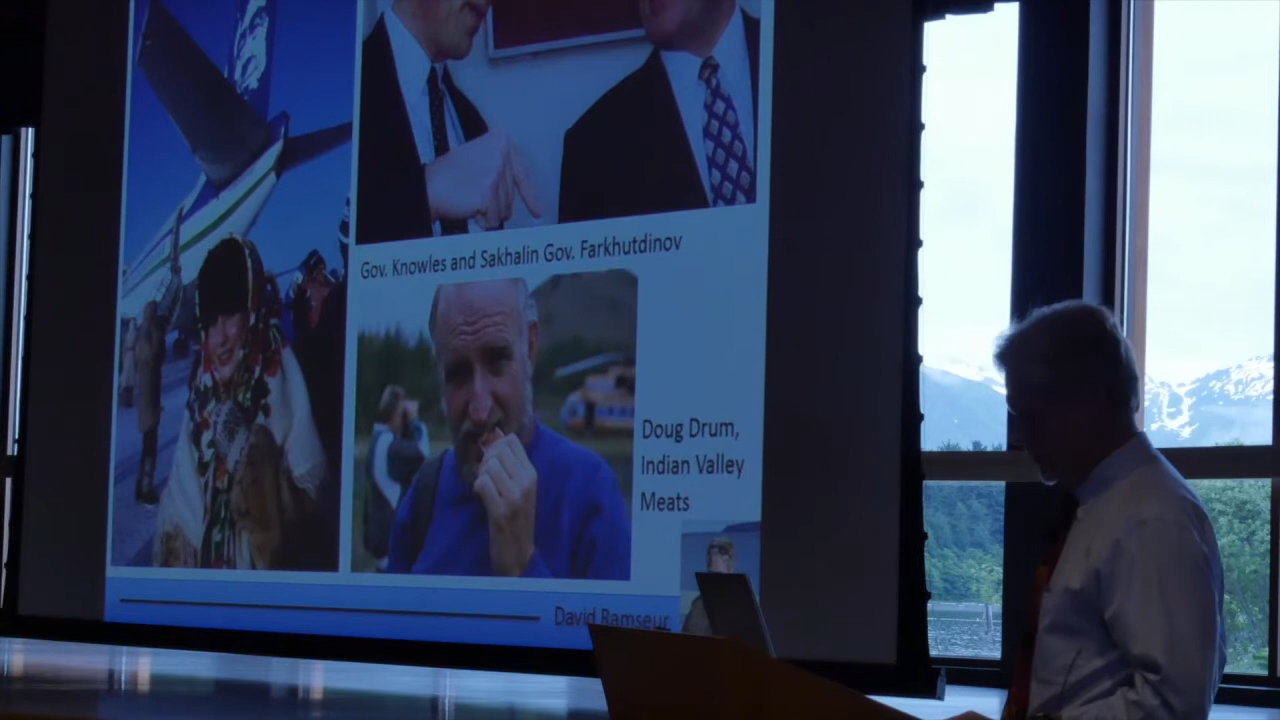 Gov. Knowles and Sakhalin Gov. Farkhutdinov
Doug Drum,
Indian Valley
Meats
David Ramseur